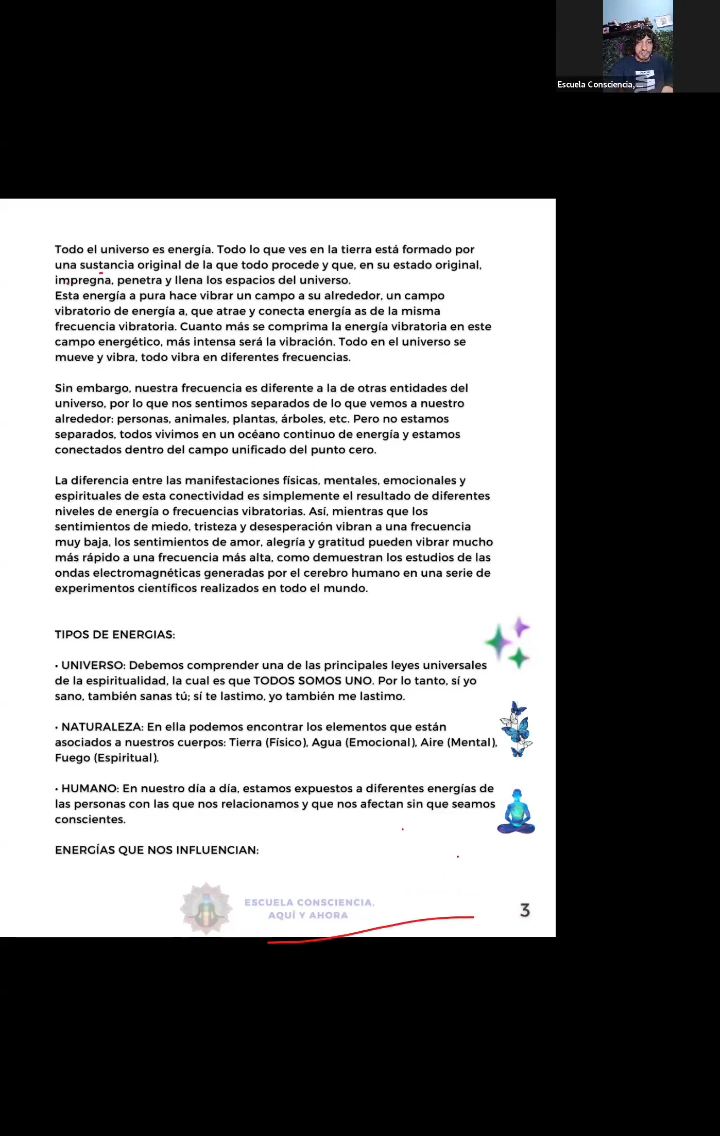 Escuela Consciencia,...
Todo el universo es energía. Todo lo que ves en la tierra está formado por
una sustancia original de la que todo procede y que, en su estado original,
impregna, penetra y llena los espacios del universo.
Esta energía a pura hace vibrar un campo a su alrededor, un campo
vibratorio de energía a, que atrae y conecta energía as de la misma
frecuencia vibratoria. Cuanto más se comprima la energía vibratoria en este
campo energético, más intensa será la vibración. Todo en el universo se
mueve y vibra, todo vibra en diferentes frecuencias.
Sin embargo, nuestra frecuencia es diferente a la de otras entidades del
universo, por lo que nos sentimos separados de lo que vemos a nuestro
alrededor: personas, animales, plantas, árboles, etc. Pero no estamos
separados, todos vivimos en un océano continuo de energía y estamos
conectados dentro del campo unificado del punto cero.
La diferencia entre las manifestaciones físicas, mentales, emocionales y
espirituales de esta conectividad es simplemente el resultado de diferentes
niveles de energía o frecuencias vibratorias. Así, mientras que los
sentimientos de miedo, tristeza y desesperación vibran a una frecuencia
muy baja, los sentimientos de amor, alegría y gratitud pueden vibrar mucho
más rápido a una frecuencia más alta, como demuestran los estudios de las
ondas electromagnéticas generadas por el cerebro humano en una serie de
experimentos científicos realizados en todo el mundo.
TIPOS DE ENERGIAS:
• UNIVERSO: Debemos comprender una de las principales leyes universales
de la espiritualidad, la cual es que TODOS SOMOS UNO. Por lo tanto, sí yo
sano, también sanas tú; sí te lastimo, yo también me lastimo.
• NATURALEZA: En ella podemos encontrar los elementos que están
asociados a nuestros cuerpos: Tierra (Físico), Agua (Emocional), Aire (Mental),
Fuego (Espiritual).
• HUMANO: En nuestro día a día, estamos expuestos a diferentes energías de
las personas con las que nos relacionamos y que nos afectan sin que seamos
conscientes.
ENERGÍAS QUE NOS INFLUENCIAN:
ESCUELA CONSCIENCIA,
AQUÍ Y AHORA
3